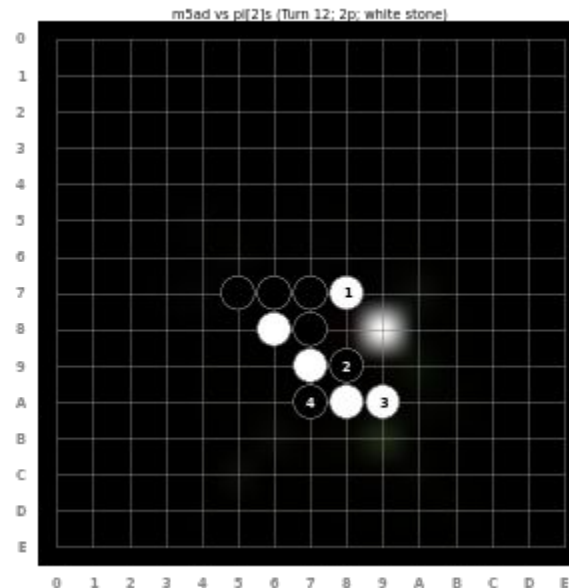 m5ad vs pl[2]s (Turn 12; 2p; white stone)
0
1
2
3
4
5
6
7 1
8
9 2
A 4 3
B
C
D
E
0 1 2 3 4 5 6 7 8 9 A B C D E